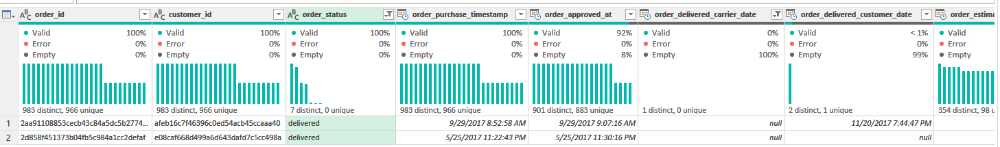 order_id customer_id order_status order_purchase_timestamp order_approved_at order_delivered_carrier_date order_delivered_customer_date order_estima
Valid 100% Valid 100% Valid 100% Valid 100% Valid 92% Valid 0% Valid < 1% Valid
Error 0% Error 0% Error 0% Error 0% Error 0% Error 0% Error 0% Error
Empty 0% Empty 0% Empty 0% Empty 0% Empty 8% Empty 100% Empty 99% Empty
983 distinct, 966 unique 983 distinct, 966 unique 7 distinct, 0 unique 983 distinct, 966 unique 901 distinct, 883 unique 1 distinct, 0 unique 2 distinct, 1 unique 354 distinct, 98 u
1 2aa91108853cecb43c84a5dc5b2774... afeb16c7f46396c0ed54acb45ccaaa40 delivered 9/29/2017 8:52:58 AM 9/29/2017 9:07:16 AM null 11/20/2017 7:44:47 PM
2 2d858f451373b04fb5c984a1cc2defaf e08caf668d499a6d643dafd7c5cc498a delivered 5/25/2017 11:22:43 PM 5/25/2017 11:30:16 PM null null